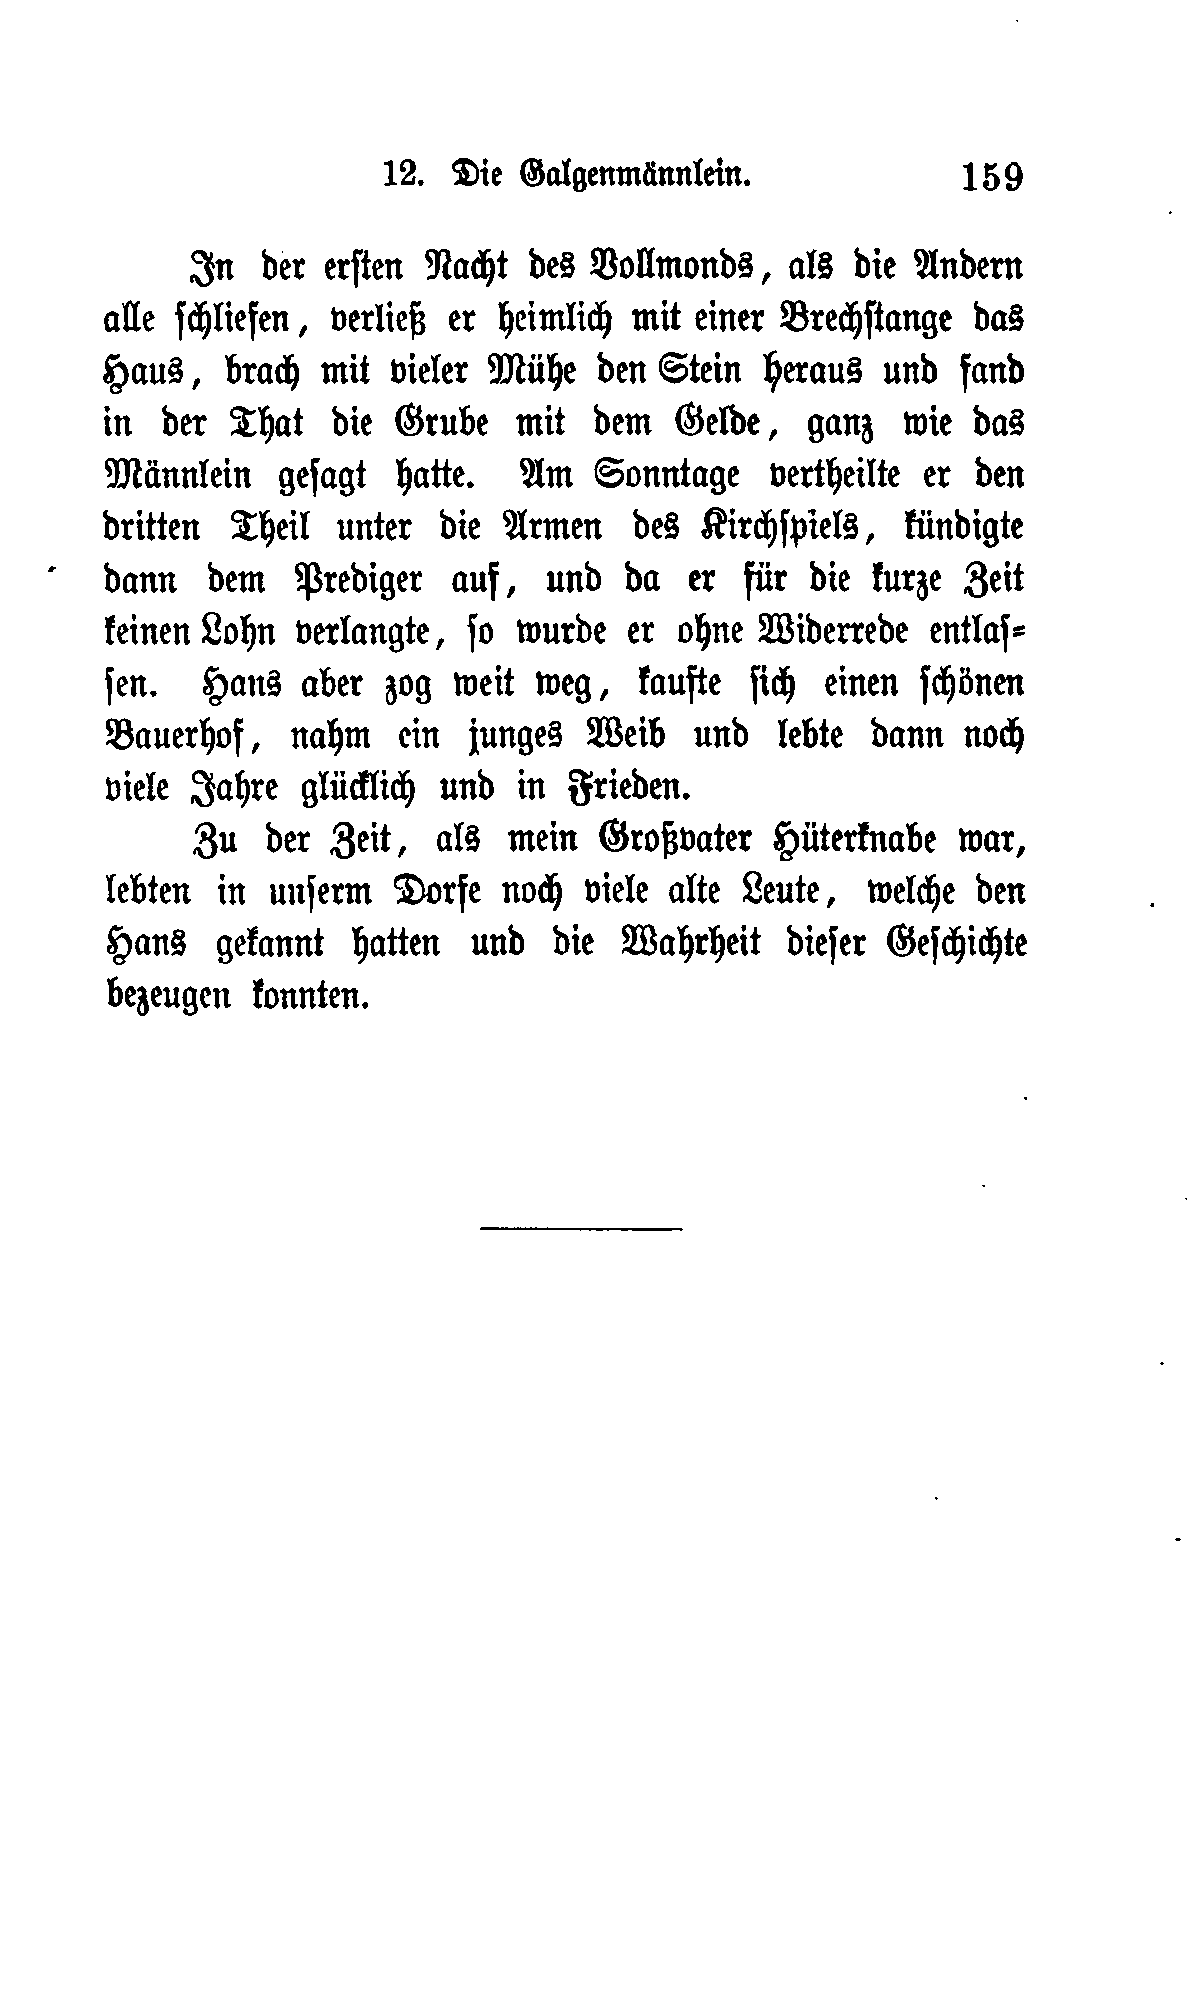 12. Die Galgenmännlein. 159
In der ersten Nacht des Vollmonds, als die Andern
alle schliefen, verließ er heimlich mit einer Brechstange das
Haus, brach mit vieler Mühe den Stein heraus und fand
in der That die Grube mit dem Gelde, ganz wie das
Männlein gesagt hatte. Am Sonntage vertheilte er den
dritten Theil unter die Armen des Kirchspiels, kündigte
dann dem Prediger auf, und da er für die kurze Zeit
keinen Lohn verlangte, so wurde er ohne Widerrede entlas-
sen. Hans aber zog weit weg, kaufte sich einen schönen
Bauerhof, nahm ein junges Weib und lebte dann noch
viele Jahre glücklich und in Frieden.
Zu der Zeit, als mein Großvater Hüterknabe war,
lebten in unserm Dorfe noch viele alte Leute, welche den
Hans gekannt hatten und die Wahrheit dieser Geschichte
bezeugen konnten.